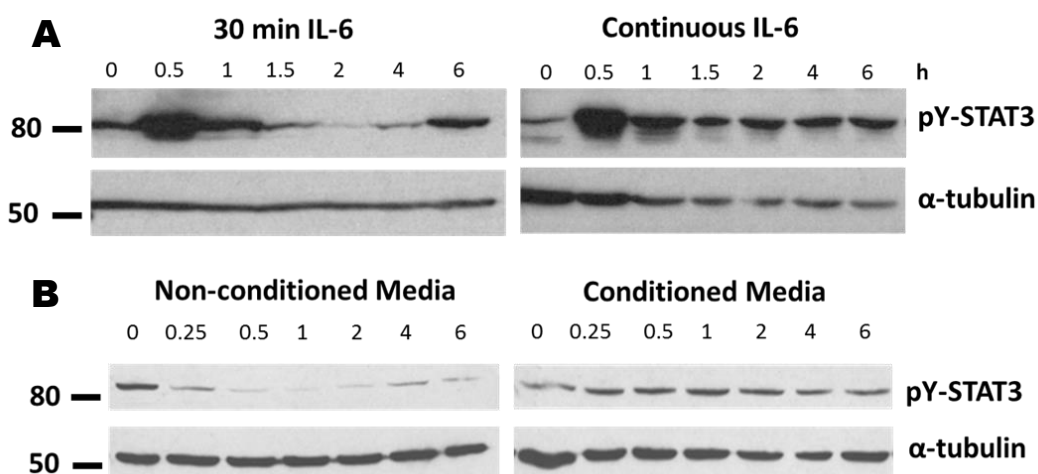 A
30 min IL-6
Continuous IL-6
0 0.5 1 1.5 2 4 6
0 0.5 1 1.5 2 4 6 h
80
pY-STAT3
50
α-tubulin
B
Non-conditioned Media
Conditioned Media
0 0.25 0.5 1 2 4 6
0 0.25 0.5 1 2 4 6
80
pY-STAT3
50
α-tubulin